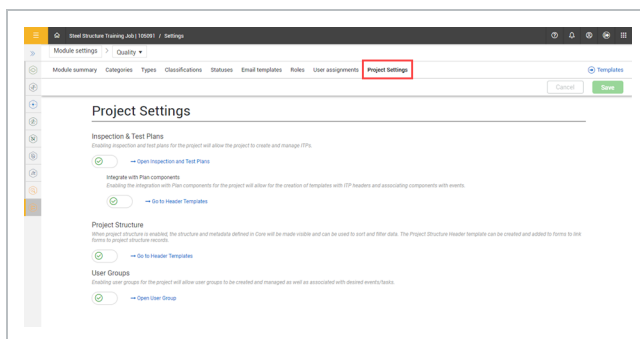 Steel Structure Training Job | 105091 / Settings
Module settings > Quality
Module summary Categories Types Classifications Statuses Email templates Roles User assignments Project Settings Templates
Cancel Save
Project Settings
Inspection & Test Plans
Enabling inspection and test plans for the project will allow the project to create and manage ITPs.
Open Inspection and Test Plans
Integrate with Plan components
Enabling the integration with Plan components for the project will allow for the creation of templates with ITP headers and associating components with events.
Go to Header Templates
Project Structure
When project structure is enabled, the structure and metadata defined in Core will be made visible and can be used to sort and filter data. The Project Structure Header template can be created and added to forms to link
forms to project structure records.
Go to Header Templates
User Groups
Enabling user groups for the project will allow user groups to be created and managed as well as associated with desired events/tasks.
Open User Group